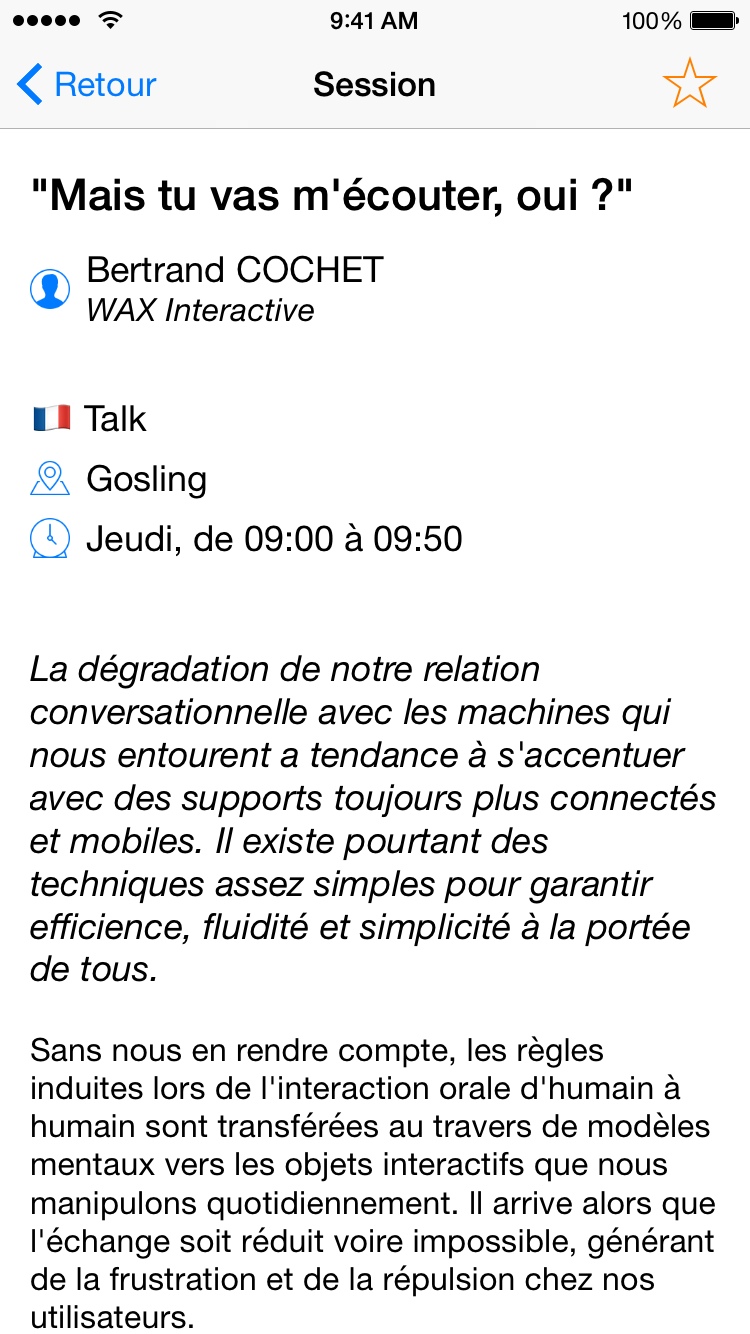 9:41 AM
100%
Retour
Session
"Mais tu vas m'écouter, oui ?"
Bertrand COCHET
WAX Interactive
Talk
Gosling
Jeudi, de 09:00 à 09:50
La dégradation de notre relation
conversationnelle avec les machines qui
nous entourent a tendance à s'accentuer
avec des supports toujours plus connectés
et mobiles. Il existe pourtant des
techniques assez simples pour garantir
efficience, fluidité et simplicité à la portée
de tous.
Sans nous en rendre compte, les règles
induites lors de l'interaction orale d'humain à
humain sont transférées au travers de modèles
mentaux vers les objets interactifs que nous
manipulons quotidiennement. Il arrive alors que
l'échange soit réduit voire impossible, générant
de la frustration et de la répulsion chez nos
utilisateurs.